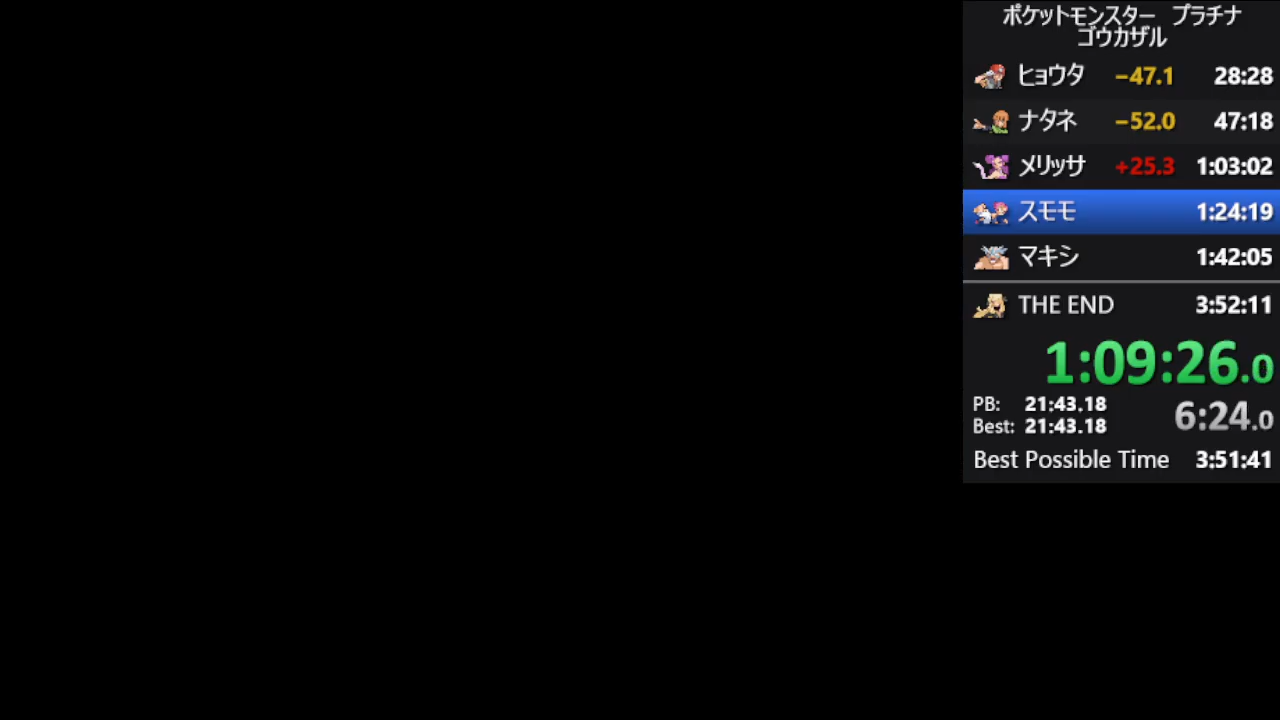 ポケットモンスター プラチナ
ゴウカザル
ヒョウタ −47.1 28:28
ナタネ −52.0 47:18
メリッサ +25.3 1:03:02
スモモ 1:24:19
マキシ 1:42:05
THE END 3:52:11
1:09:26.0
PB: 21:43.18
Best: 21:43.18
6:24.0
Best Possible Time 3:51:41